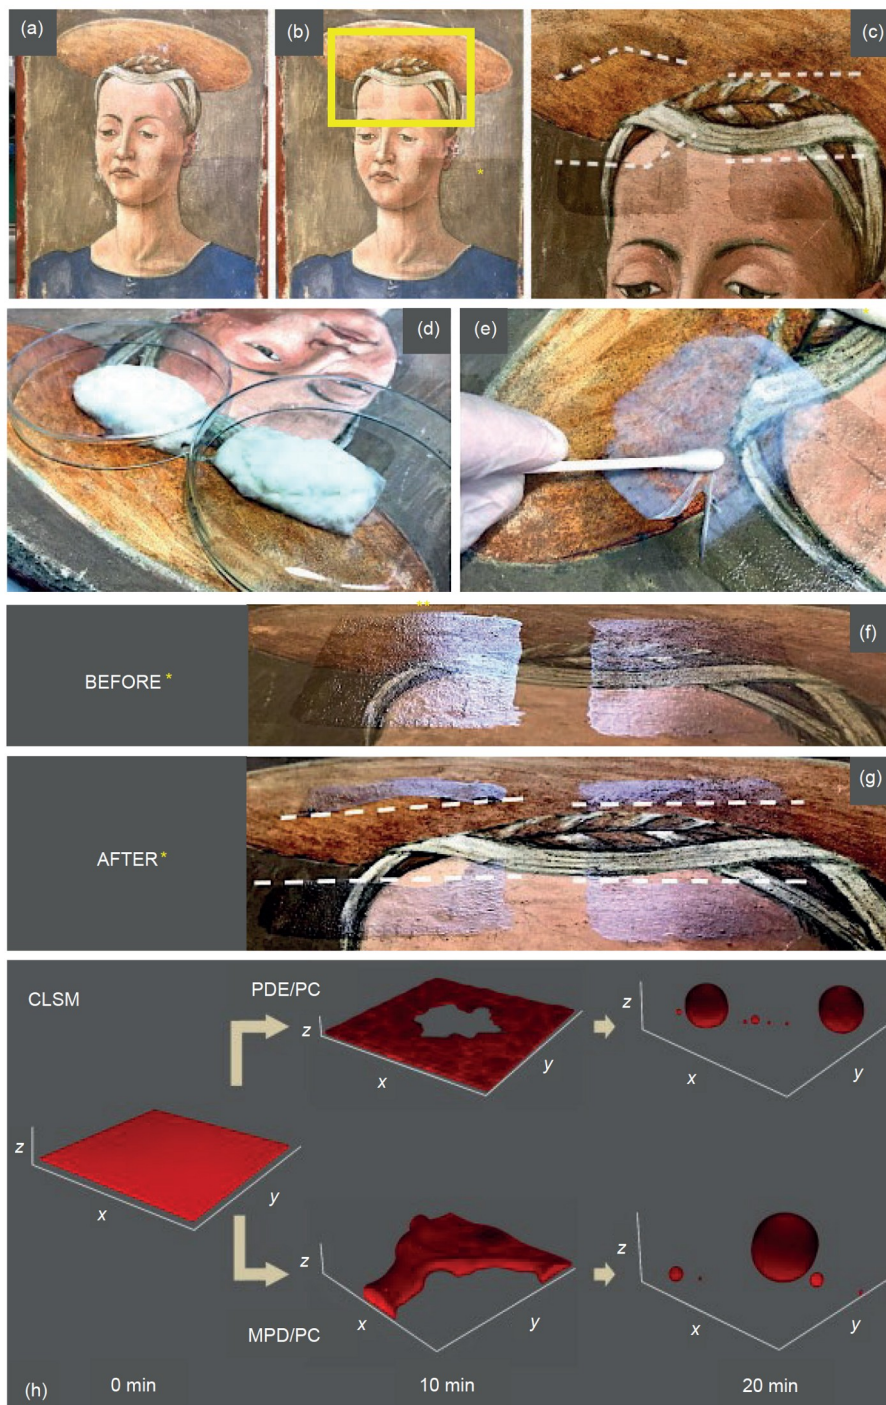 (a)
(b)
*
(c)
(d)
(e)
**
(f)
BEFORE*
(g)
AFTER*
CLSM
PDE/PC
z
x
y
z
x
y
z
x
y
MPD/PC
z
x
y
z
x
y
(h)
0 min
10 min
20 min